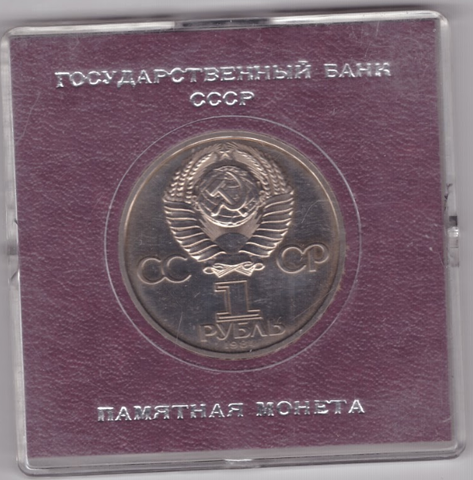 ГОСУДАРСТВЕННЫЙ БАНК
СССР
СС СР
1
РУБЛЬ
ПАМЯТНАЯ МОНЕТА